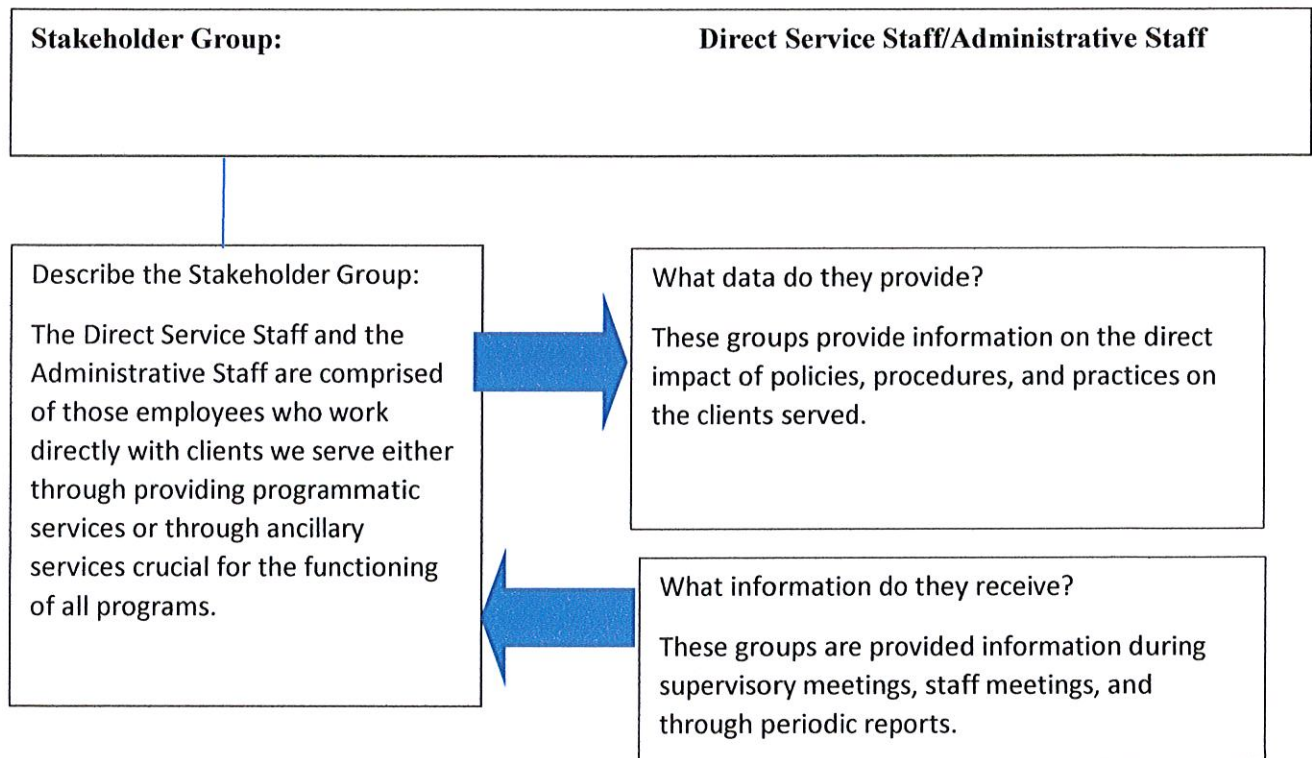 Stakeholder Group: Direct Service Staff/Administrative Staff
Describe the Stakeholder Group:
The Direct Service Staff and the
Administrative Staff are comprised
of those employees who work
directly with clients we serve either
through providing programmatic
services or through ancillary
services crucial for the functioning
of all programs.
What data do they provide?
These groups provide information on the direct
impact of policies, procedures, and practices on
the clients served.
What information do they receive?
These groups are provided information during
supervisory meetings, staff meetings, and
through periodic reports.